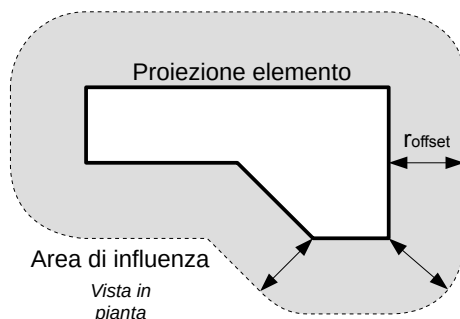 Proiezione elemento
roffset
Area di influenza
Vista in
pianta